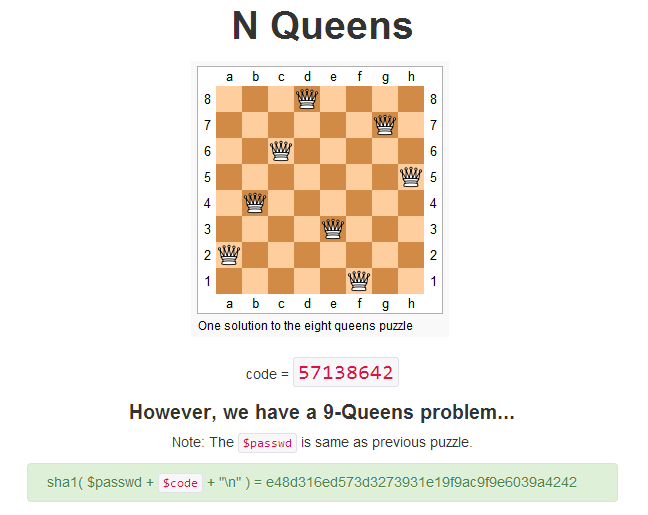 N Queens
a b c d e f g h
8 8
7 7
6 6
5 5
4 4
3 3
2 2
1 1
a b c d e f g h
One solution to the eight queens puzzle
code = 57138642
However, we have a 9-Queens problem...
Note: The $passwd is same as previous puzzle.
sha1( $passwd + $code + "\n" ) = e48d316ed573d3273931e19f9ac9f9e6039a4242